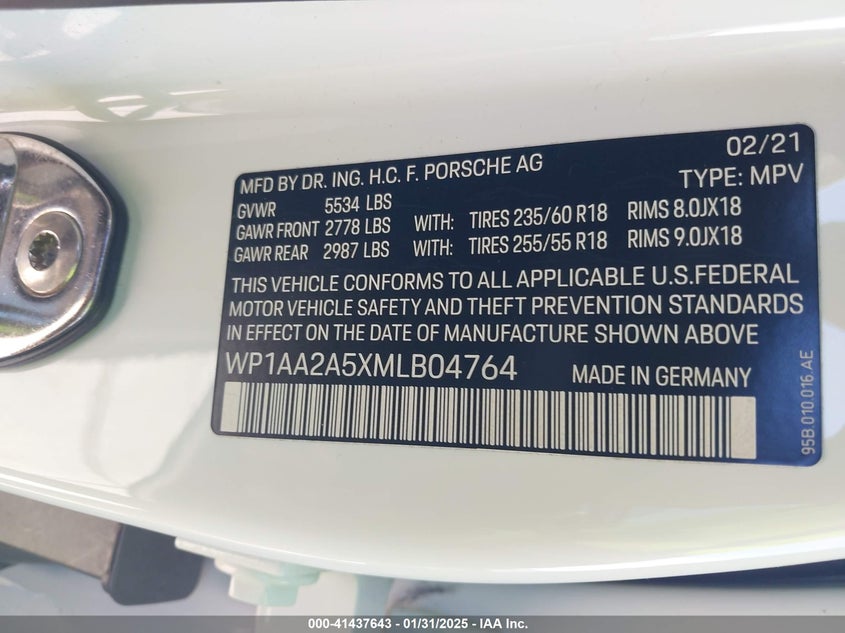 02/21
MFD BY DR. ING. H.C. F. PORSCHE AG
TYPE: MPV
GVWR 5534 LBS
GAWR FRONT 2778 LBS WITH: TIRES 235/60 R18 RIMS 8.0JX18
GAWR REAR 2987 LBS WITH: TIRES 255/55 R18 RIMS 9.0JX18
THIS VEHICLE CONFORMS TO ALL APPLICABLE U.S.FEDERAL
MOTOR VEHICLE SAFETY AND THEFT PREVENTION STANDARDS
IN EFFECT ON THE DATE OF MANUFACTURE SHOWN ABOVE
WP1AA2A5XMLB04764 MADE IN GERMANY
95B 010.016.AE
000-41437643 / 01/31/2025 - IAA Inc.